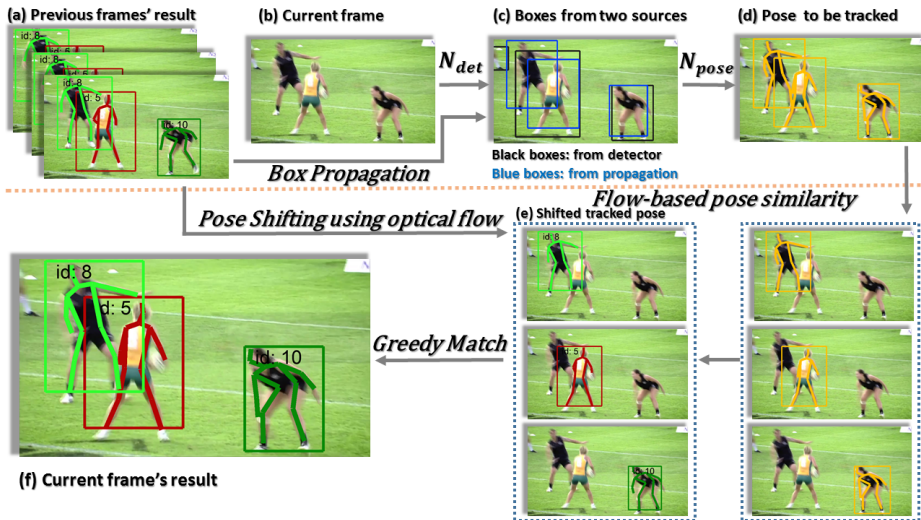 (a) Previous frames' result
(b) Current frame
(c) Boxes from two sources
(d) Pose to be tracked
id: 8
id: 8
id: 5
id: 10
N_det
N_pose
Box Propagation
Black boxes: from detector
Blue boxes: from propagation
Pose Shifting using optical flow
Flow-based pose similarity
(e) Shifted tracked pose
id: 8
id: 5
id: 10
id: 8
id: 5
id: 10
Greedy Match
(f) Current frame's result